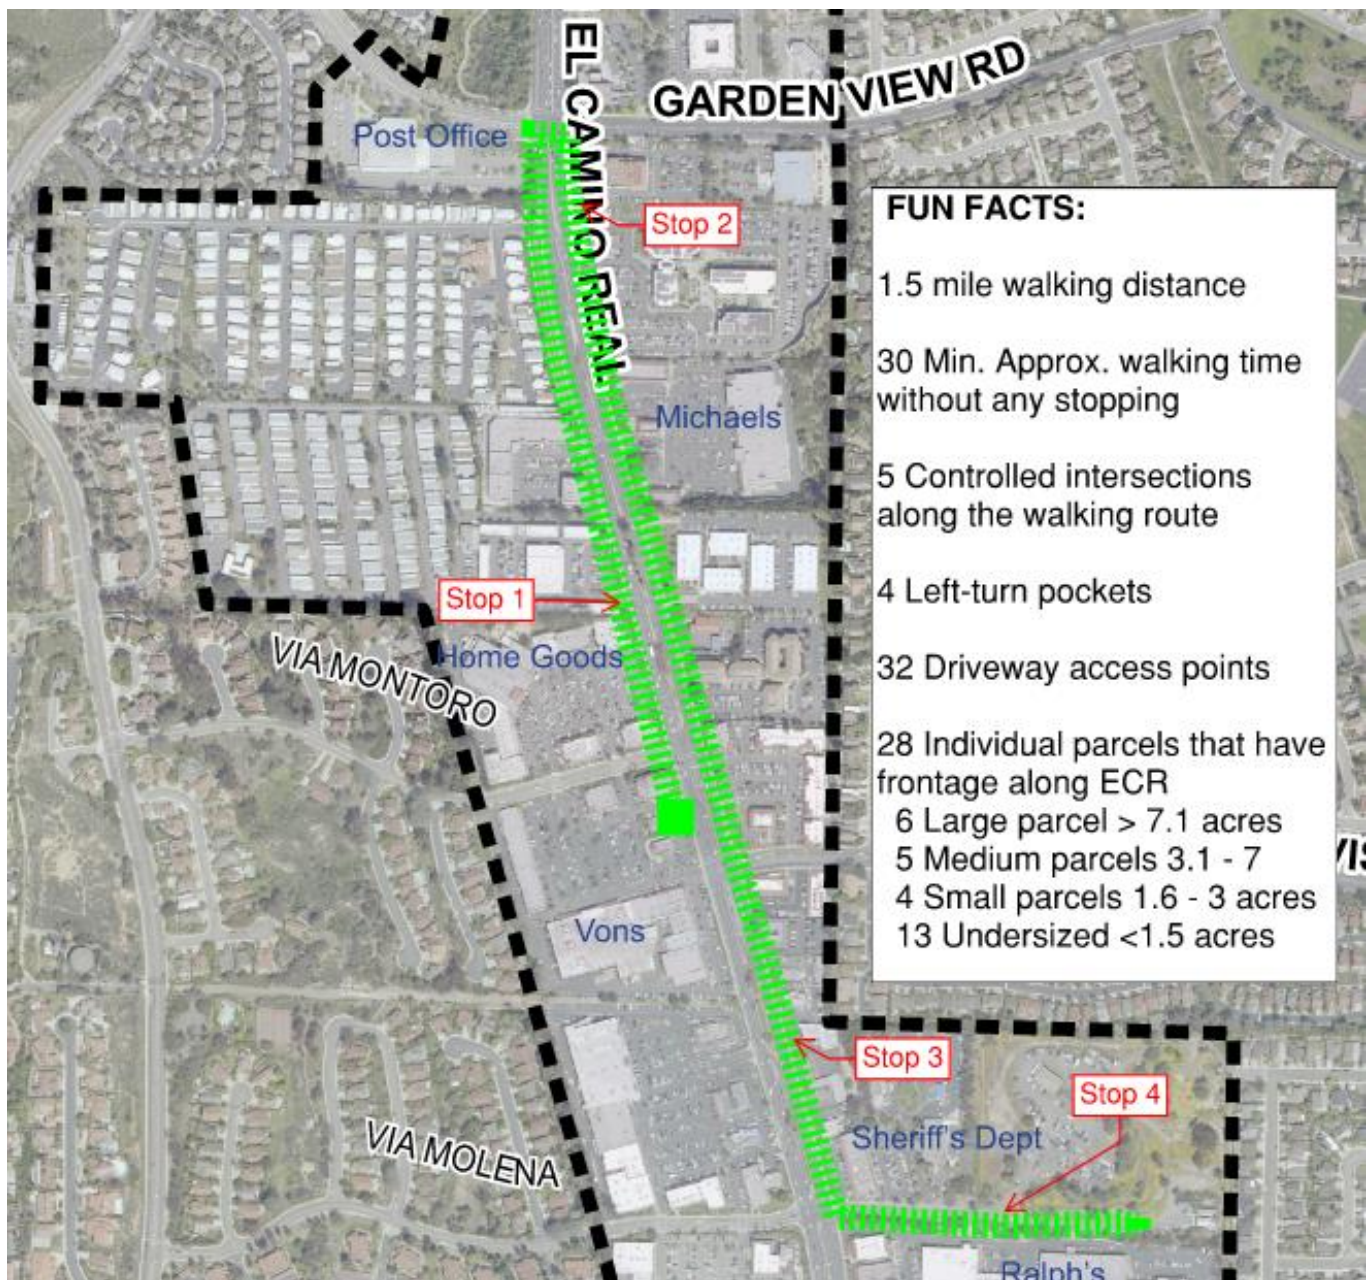 EL CAMINO REAL
GARDEN VIEW RD
Post Office
Stop 2
Michaels
Stop 1
Home Goods
VIA MONTORO
Vons
Stop 3
Stop 4
Sheriff's Dept
VIA MOLENA
Ralph's
FUN FACTS:
1.5 mile walking distance
30 Min. Approx. walking time
without any stopping
5 Controlled intersections
along the walking route
4 Left-turn pockets
32 Driveway access points
28 Individual parcels that have
frontage along ECR
6 Large parcel > 7.1 acres
5 Medium parcels 3.1 - 7
4 Small parcels 1.6 - 3 acres
13 Undersized <1.5 acres